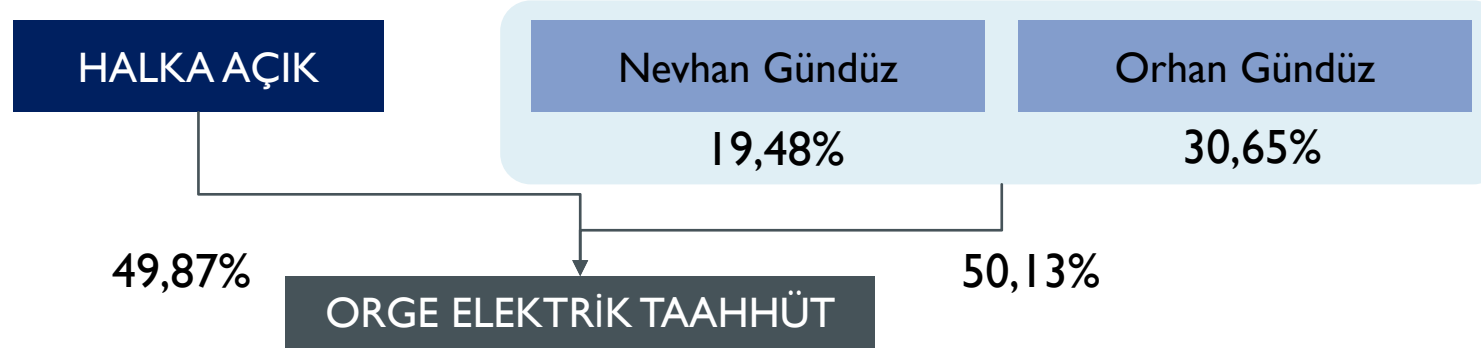 HALKA AÇIK
Nevhan Gündüz
Orhan Gündüz
19,48%
30,65%
49,87%
50,13%
ORGE ELEKTRİK TAAHHÜT